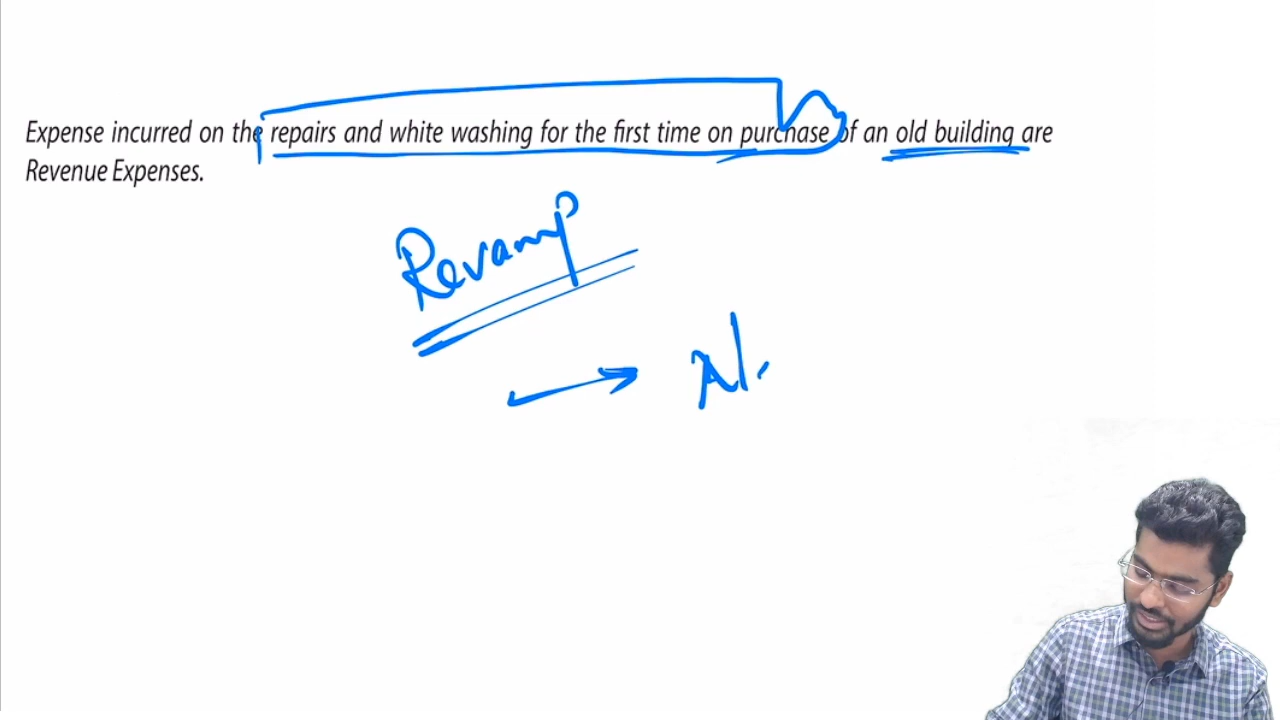 Expense incurred on the repairs and white washing for the first time on purchase of an old building are
Revenue Expenses.
Revamp